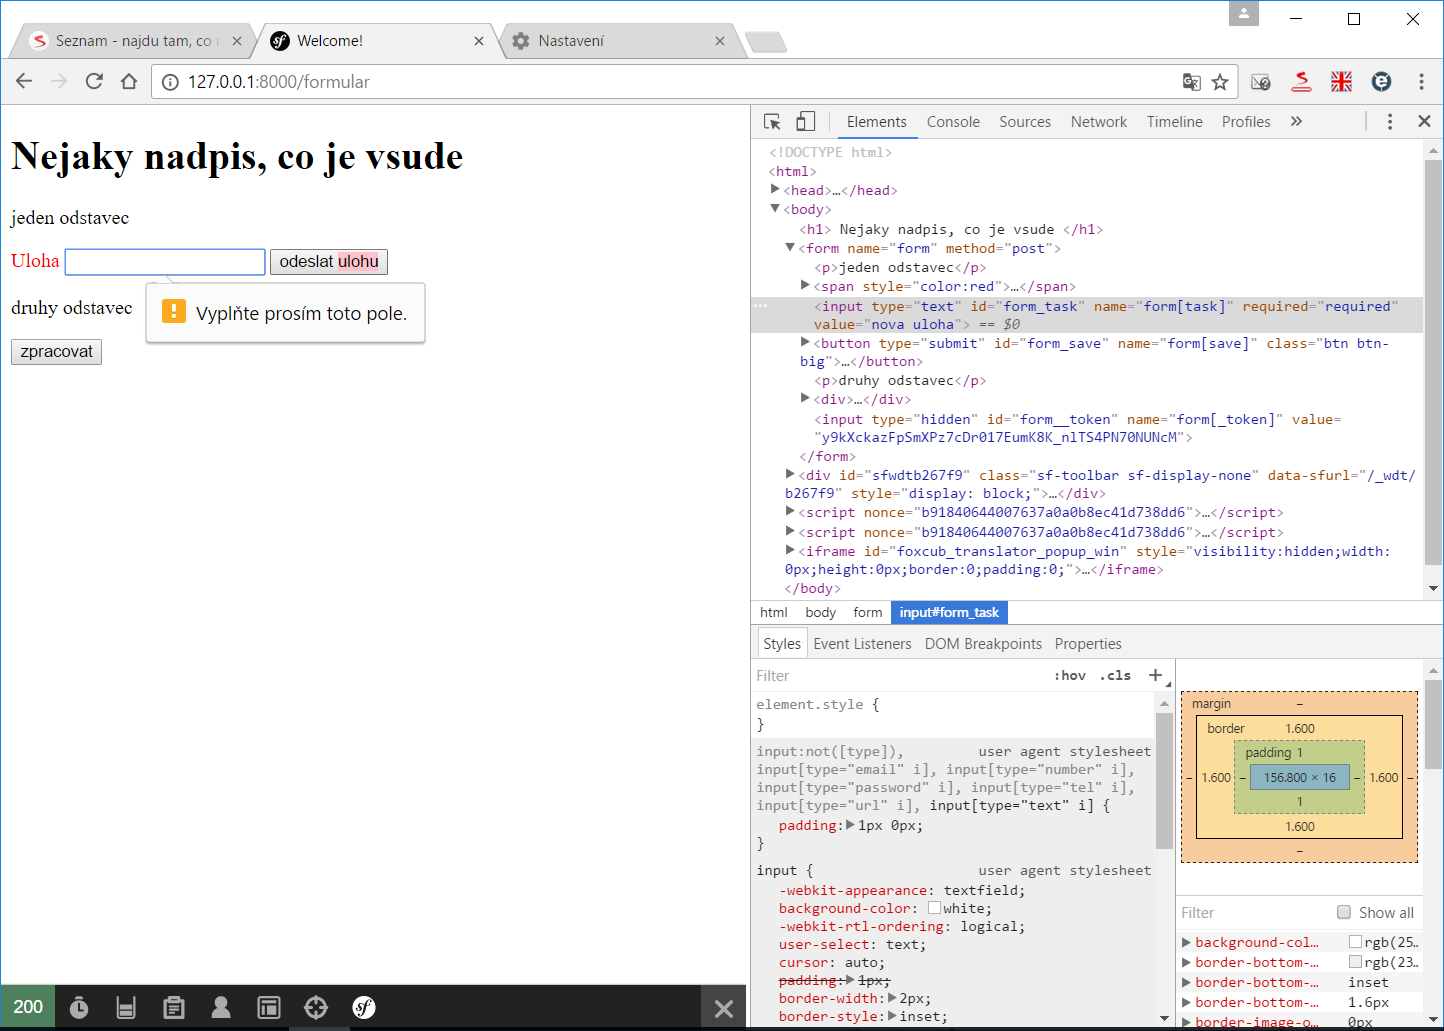 Seznam - najdu tam, co
Welcome!
Nastavení
127.0.0.1:8000/formular
Nejaky nadpis, co je vsude
jeden odstavec
Uloha odeslat ulohu
druhy odstavec
Vyplňte prosím toto pole.
zpracovat
200
Elements Console Sources Network Timeline Profiles »
<!DOCTYPE html>
<html>
<head>…</head>
<body>
<h1> Nejaky nadpis, co je vsude </h1>
<form name="form" method="post">
<p>jeden odstavec</p>
<span style="color:red">…</span>
… <input type="text" id="form_task" name="form[task]" required="required"
value="nova uloha"> == $0
<button type="submit" id="form_save" name="form[save]" class="btn btn-
big">…</button>
<p>druhy odstavec</p>
<div>…</div>
<input type="hidden" id="form__token" name="form[_token]" value=
"y9kXckazFpSmXPz7cDr017EumK8K_nlTS4PN70NUNcM">
</form>
<div id="sfwdtb267f9" class="sf-toolbar sf-display-none" data-sfurl="/_wdt/
b267f9" style="display: block;">…</div>
<script nonce="b91840644007637a0a0b8ec41d738dd6">…</script>
<script nonce="b91840644007637a0a0b8ec41d738dd6">…</script>
<iframe id="foxcub_translator_popup_win" style="visibility:hidden;width:
0px;height:0px;border:0;padding:0;">…</iframe>
</body>
html body form input#form_task
Styles Event Listeners DOM Breakpoints Properties
Filter :hov .cls +
element.style {
}
input:not([type]), user agent stylesheet
input[type="email" i], input[type="number" i],
input[type="password" i], input[type="tel" i],
input[type="url" i], input[type="text" i] {
padding: 1px 0px;
}
input { user agent stylesheet
-webkit-appearance: textfield;
background-color: white;
-webkit-rtl-ordering: logical;
user-select: text;
cursor: auto;
padding: 1px;
border-width: 2px;
border-style: inset;
margin –
border 1.600
padding 1
– 1.600 – 156.800 × 16 – 1.600 –
1
1.600
–
Filter Show all
background-col… rgb(25…
border-bottom-… rgb(23…
border-bottom-… inset
border-bottom-… 1.6px
border-image-o… 0px